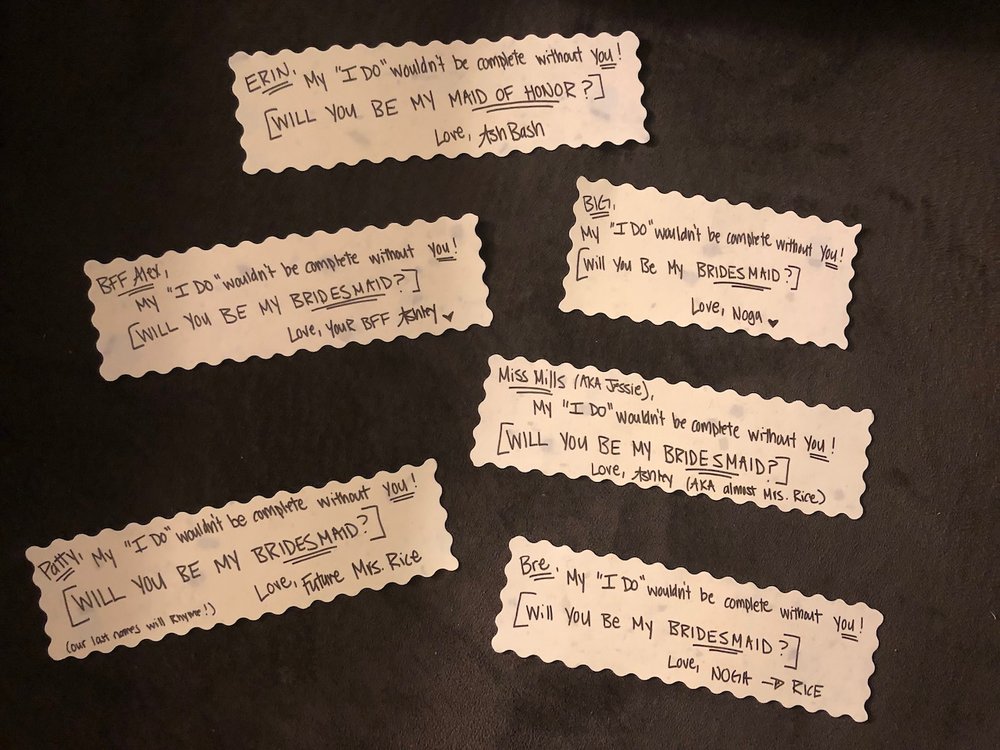 ERIN, My "I DO" wouldn't be complete without you!
[WILL YOU BE MY MAID OF HONOR?]
Love, AshBash
BFF Alex,
My "I DO" wouldn't be complete without you!
[WILL YOU BE MY BRIDESMAID?]
Love, YouR BFF Ashley ♥
BIG,
My "I DO" wouldn't be complete without you!
[Will You Be My BRIDESMAID?]
Love, Noga ♥
Miss Mills (AKA Jessie),
My "I DO" wouldn't be complete without you!
[WILL YOU BE MY BRIDESMAID?]
Love, Ashley (AKA almost Mrs. Rice)
Patty, My "I DO" wouldn't be complete without you!
[WILL YOU BE MY BRIDESMAID?]
Love, Future Mrs. Rice
(our last names will Rhyme!)
Bre, My "I DO" wouldn't be complete without you!
[Will You Be My BRIDESMAID?]
Love, NOGA → RICE